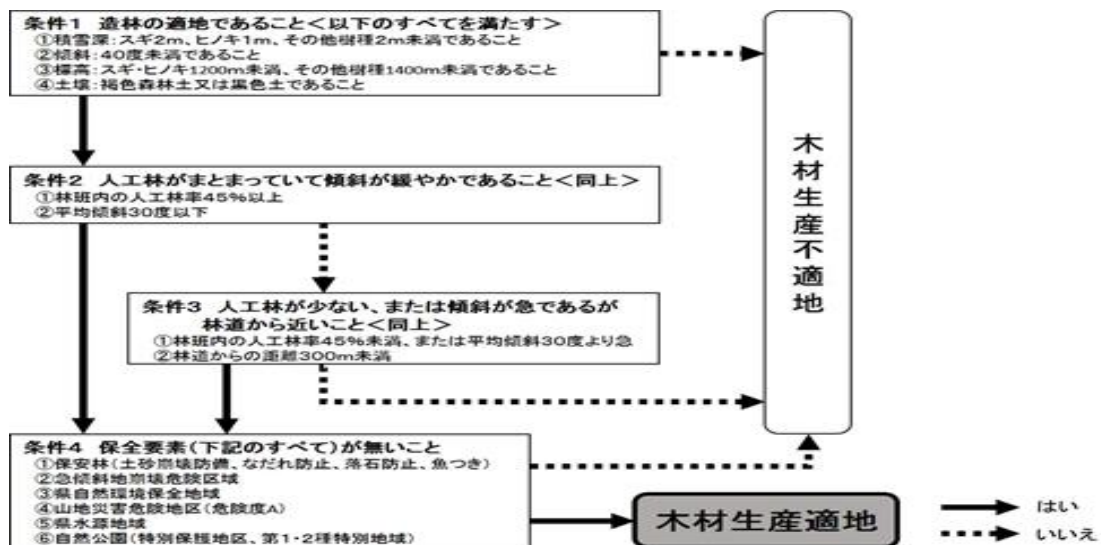 条件1　造林の適地であること＜以下のすべてを満たす＞
①積雪深:スギ2m、ヒノキ1m、その他樹種2m未満であること
②傾斜:40度未満であること
③標高:スギ・ヒノキ1200m未満、その他樹種1400m未満であること
④土壌:褐色森林土又は黒色土であること
条件2　人工林がまとまっていて傾斜が緩やかであること＜同上＞
①林班内の人工林率45%以上
②平均傾斜30度以下
条件3　人工林が少ない、または傾斜が急であるが
林道から近いこと＜同上＞
①林班内の人工林率45%未満、または平均傾斜30度より急
②林道からの距離300m未満
条件4　保全要素(下記のすべて)が無いこと
①保安林(土砂崩壊防備、なだれ防止、落石防止、魚つき)
②急傾斜地崩壊危険区域
③県自然環境保全地域
④山地災害危険地区(危険度A)
⑤県水源地域
⑥自然公園(特別保護地区、第1・2種特別地域)
木材生産不適地
木材生産適地
はい
いいえ